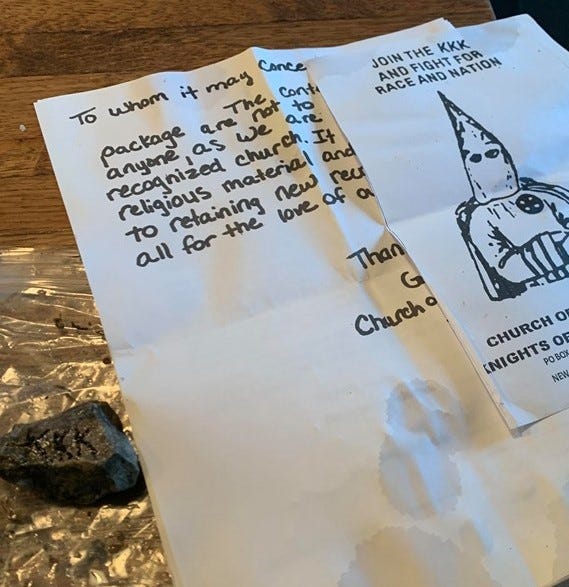 To whom it may conce
The conte
package are not to
anyone, as we are
recognized church. It
religious material and
to retaining new recr
all for the love of
Than
G
Church o
JOIN THE KKK
AND FIGHT FOR
RACE AND NATION
CHURCH OF
KNIGHTS OF
PO BOX
NEW